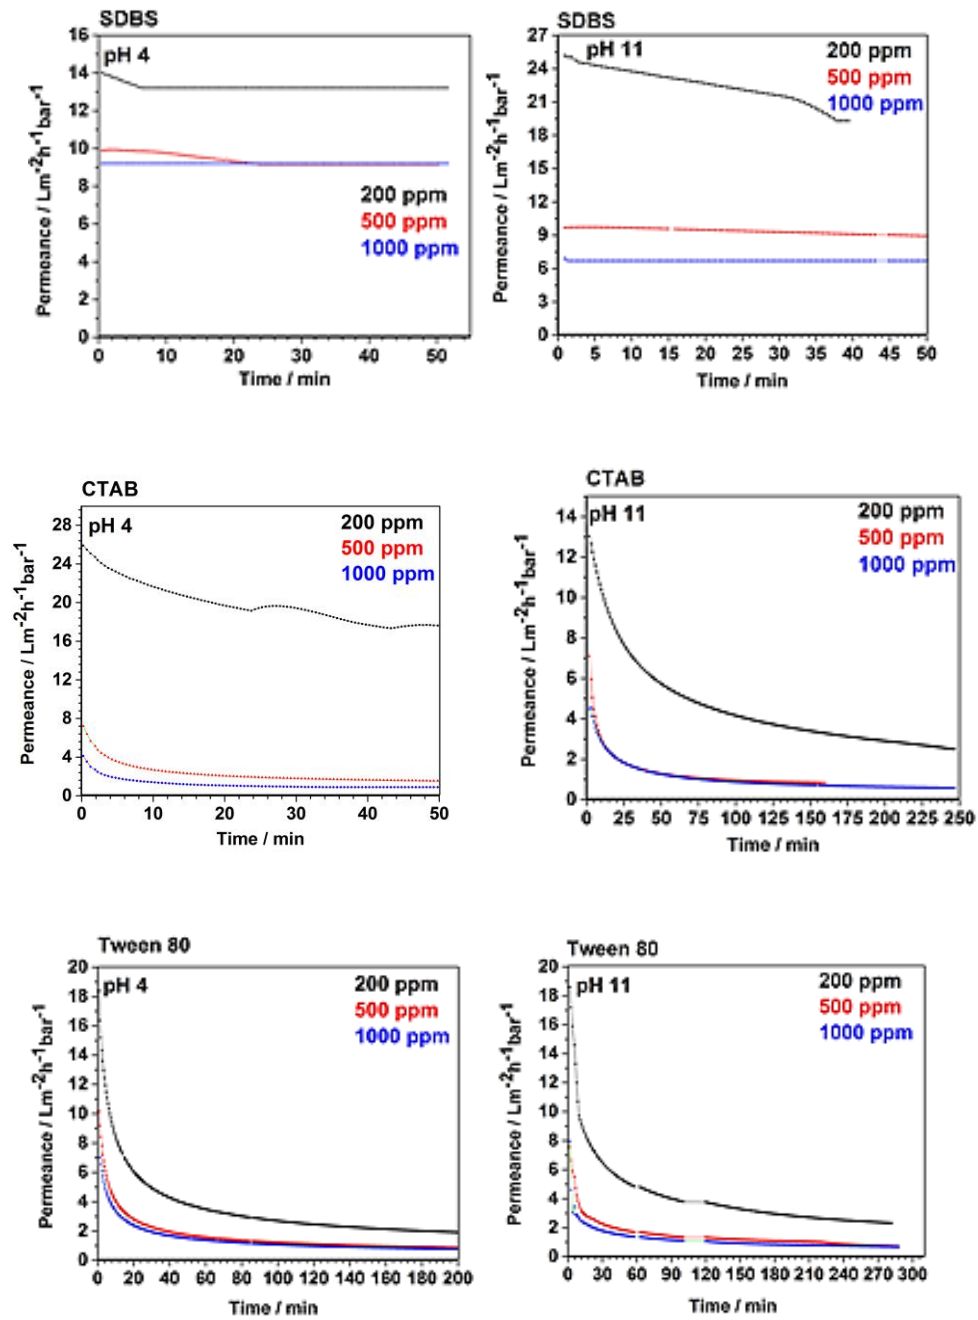 SDBS
pH 4
16
14
12
10
8
6
4
2
0
Permeance / Lm⁻²h⁻¹bar⁻¹
200 ppm
500 ppm
1000 ppm
0 10 20 30 40 50
Time / min
SDBS
pH 11
200 ppm
500 ppm
1000 ppm
27
24
21
18
15
12
9
6
3
0
Permeance / Lm⁻²h⁻¹bar⁻¹
0 5 10 15 20 25 30 35 40 45 50
Time / min
CTAB
pH 4
200 ppm
500 ppm
1000 ppm
28
24
20
16
12
8
4
0
Permeance / Lm⁻²h⁻¹bar⁻¹
0 10 20 30 40 50
Time / min
CTAB
pH 11
200 ppm
500 ppm
1000 ppm
14
12
10
8
6
4
2
0
Permeance / Lm⁻²h⁻¹bar⁻¹
0 25 50 75 100 125 150 175 200 225 250
Time / min
Tween 80
pH 4
200 ppm
500 ppm
1000 ppm
20
18
16
14
12
10
8
6
4
2
0
Permeance / Lm⁻²h⁻¹bar⁻¹
0 20 40 60 80 100 120 140 160 180 200
Time / min
Tween 80
pH 11
200 ppm
500 ppm
1000 ppm
20
18
16
14
12
10
8
6
4
2
0
Permeance / Lm⁻²h⁻¹bar⁻¹
0 30 60 90 120 150 180 210 240 270 300
Time / min